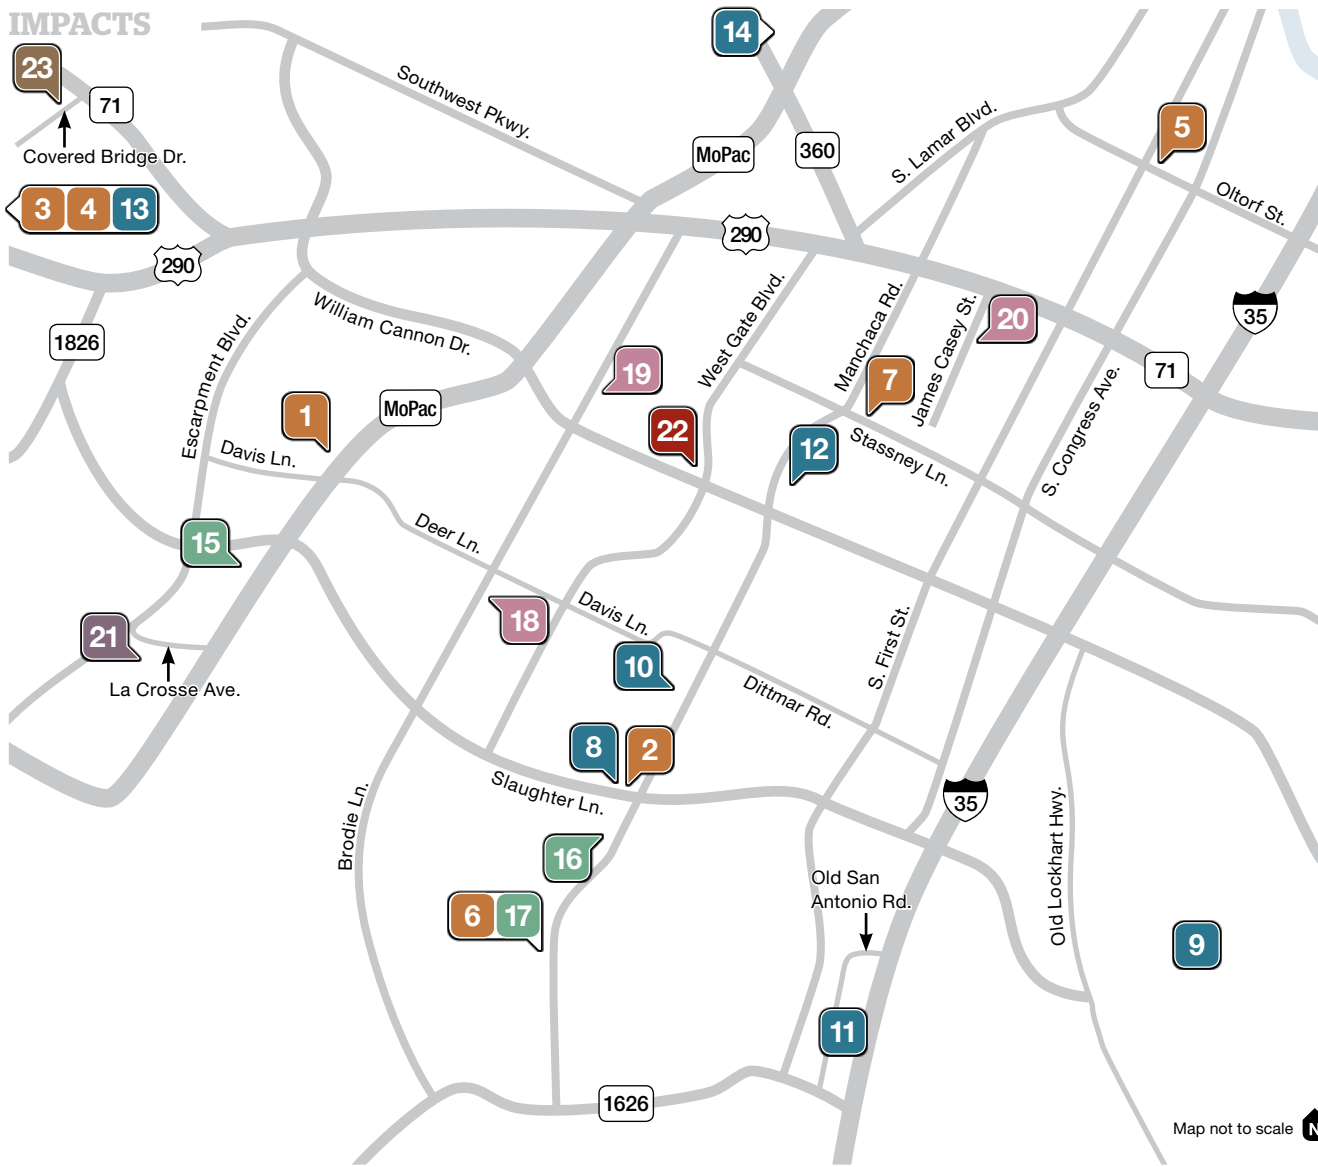 IMPACTS
14
23
71
Southwest Pkwy.
MoPac
360
S. Lamar Blvd.
5
Covered Bridge Dr.
3 4 13
Oltorf St.
290
290
35
1826
William Cannon Dr.
Escarpment Blvd.
West Gate Blvd.
Manchaca Rd.
James Casey St.
20
19
7
71
MoPac
1
22
12
Stassney Ln.
S. Congress Ave.
Davis Ln.
Deer Ln.
15
18
Davis Ln.
21
10
S. First St.
La Crosse Ave.
Dittmar Rd.
8 2
Slaughter Ln.
35
Brodie Ln.
16
Old San
Antonio Rd.
Old Lockhart Hwy.
6 17
9
11
1626
Map not to scale N